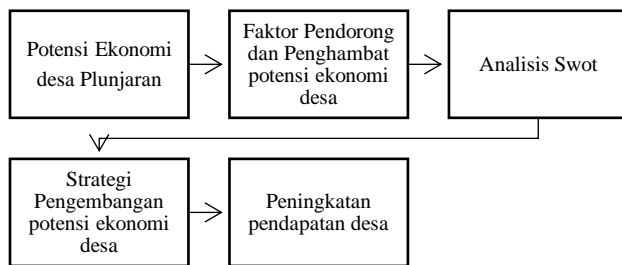 Potensi Ekonomi
desa Plunjaran
Faktor Pendorong
dan Penghambat
potensi ekonomi
desa
Analisis Swot
Strategi
Pengembangan
potensi ekonomi
desa
Peningkatan
pendapatan desa